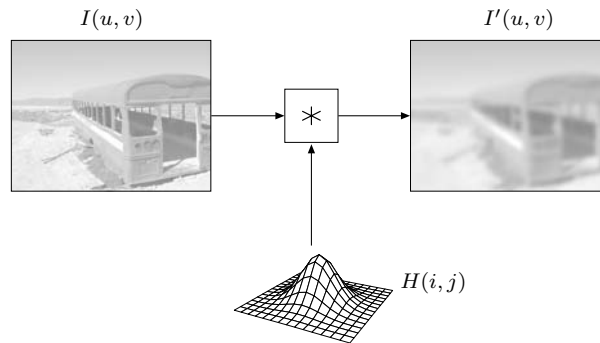 I(u, v)
I′(u, v)
∗
H(i, j)